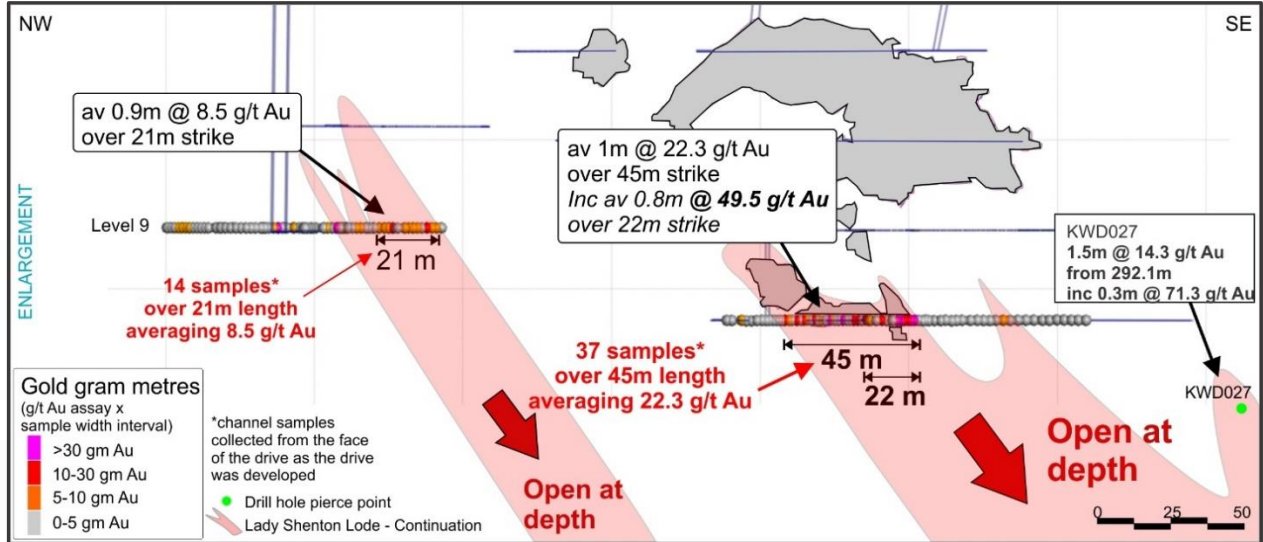 NW
SE
ENLARGEMENT
av 0.9m @ 8.5 g/t Au
over 21m strike
av 1m @ 22.3 g/t Au
over 45m strike
Inc av 0.8m @ 49.5 g/t Au
over 22m strike
KWD027
1.5m @ 14.3 g/t Au
from 292.1m
inc 0.3m @ 71.3 g/t Au
Level 9
21 m
14 samples*
over 21m length
averaging 8.5 g/t Au
45 m
22 m
37 samples*
over 45m length
averaging 22.3 g/t Au
KWD027
Open at
depth
Open at
depth
Gold gram metres
(g/t Au assay x
sample width interval)
>30 gm Au
10-30 gm Au
5-10 gm Au
0-5 gm Au
*channel samples
collected from the face
of the drive as the drive
was developed
Drill hole pierce point
Lady Shenton Lode - Continuation
0 25 50